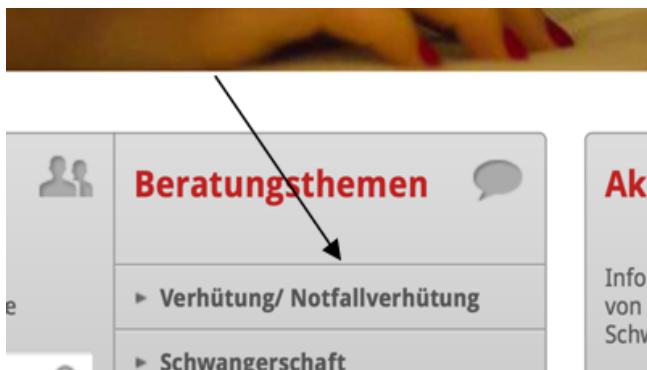 Beratungsthemen
Verhütung/ Notfallverhütung
Schwangerschaft
e
Ak
Info
von
Schw